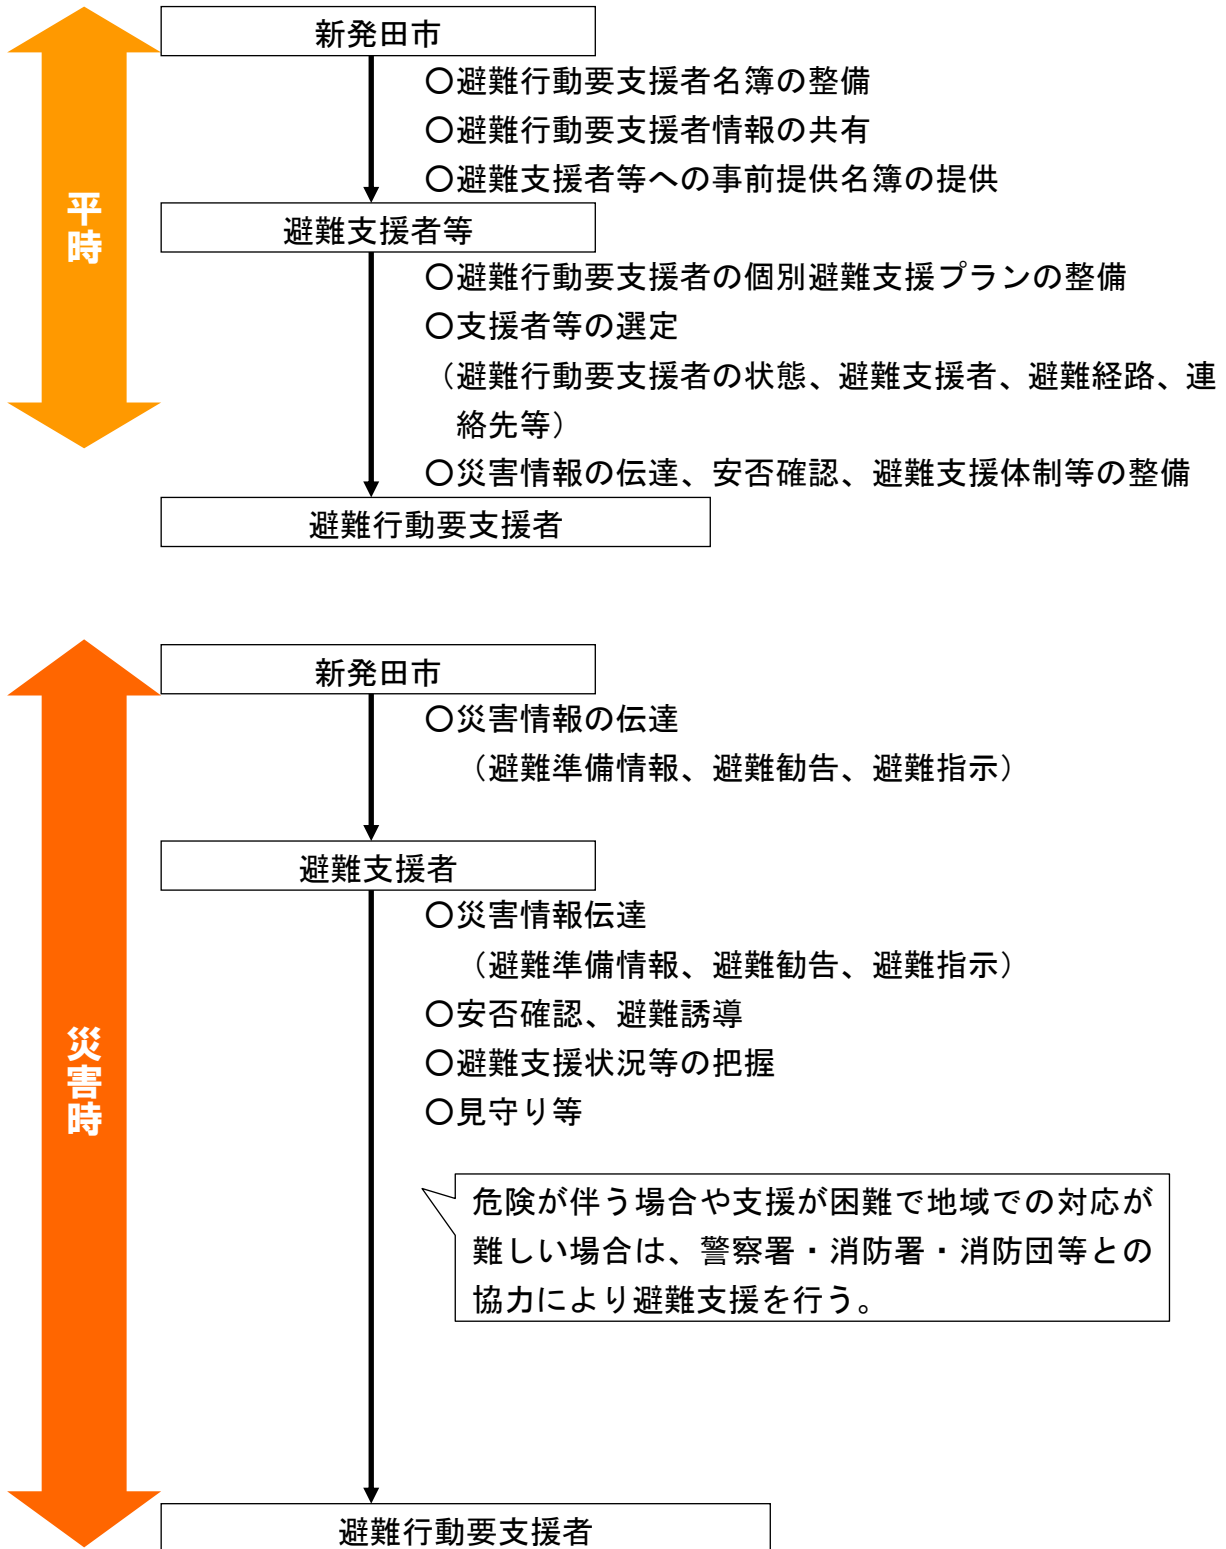 平時
新発田市
○避難行動要支援者名簿の整備
○避難行動要支援者情報の共有
○避難支援者等への事前提供名簿の提供
避難支援者等
○避難行動要支援者の個別避難支援プランの整備
○支援者等の選定
（避難行動要支援者の状態、避難支援者、避難経路、連
絡先等）
○災害情報の伝達、安否確認、避難支援体制等の整備
避難行動要支援者
災害時
新発田市
○災害情報の伝達
（避難準備情報、避難勧告、避難指示）
避難支援者
○災害情報伝達
（避難準備情報、避難勧告、避難指示）
○安否確認、避難誘導
○避難支援状況等の把握
○見守り等
危険が伴う場合や支援が困難で地域での対応が
難しい場合は、警察署・消防署・消防団等との
協力により避難支援を行う。
避難行動要支援者